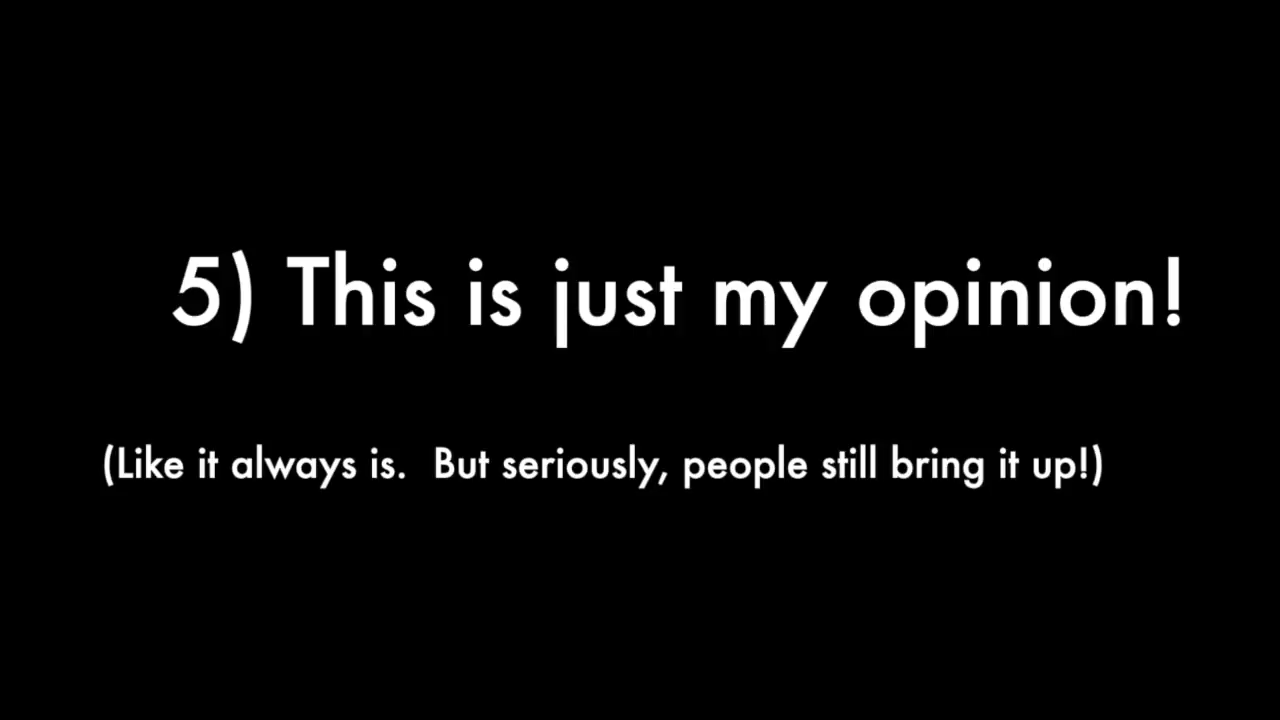 5) This is just my opinion!
(Like it always is.  But seriously, people still bring it up!)